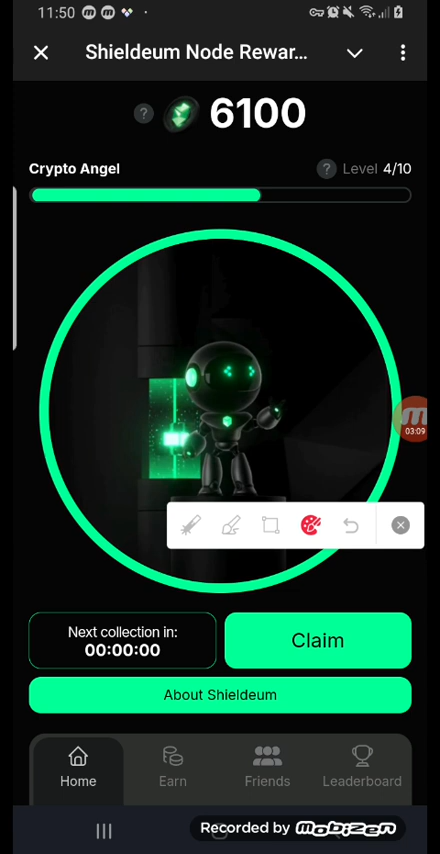 11:50
Shieldeum Node Rewar...
? 6100
Crypto Angel
? Level 4/10
03:09
Next collection in:
00:00:00
Claim
About Shieldeum
Home
Earn
Friends
Leaderboard
Recorded by Mobizen